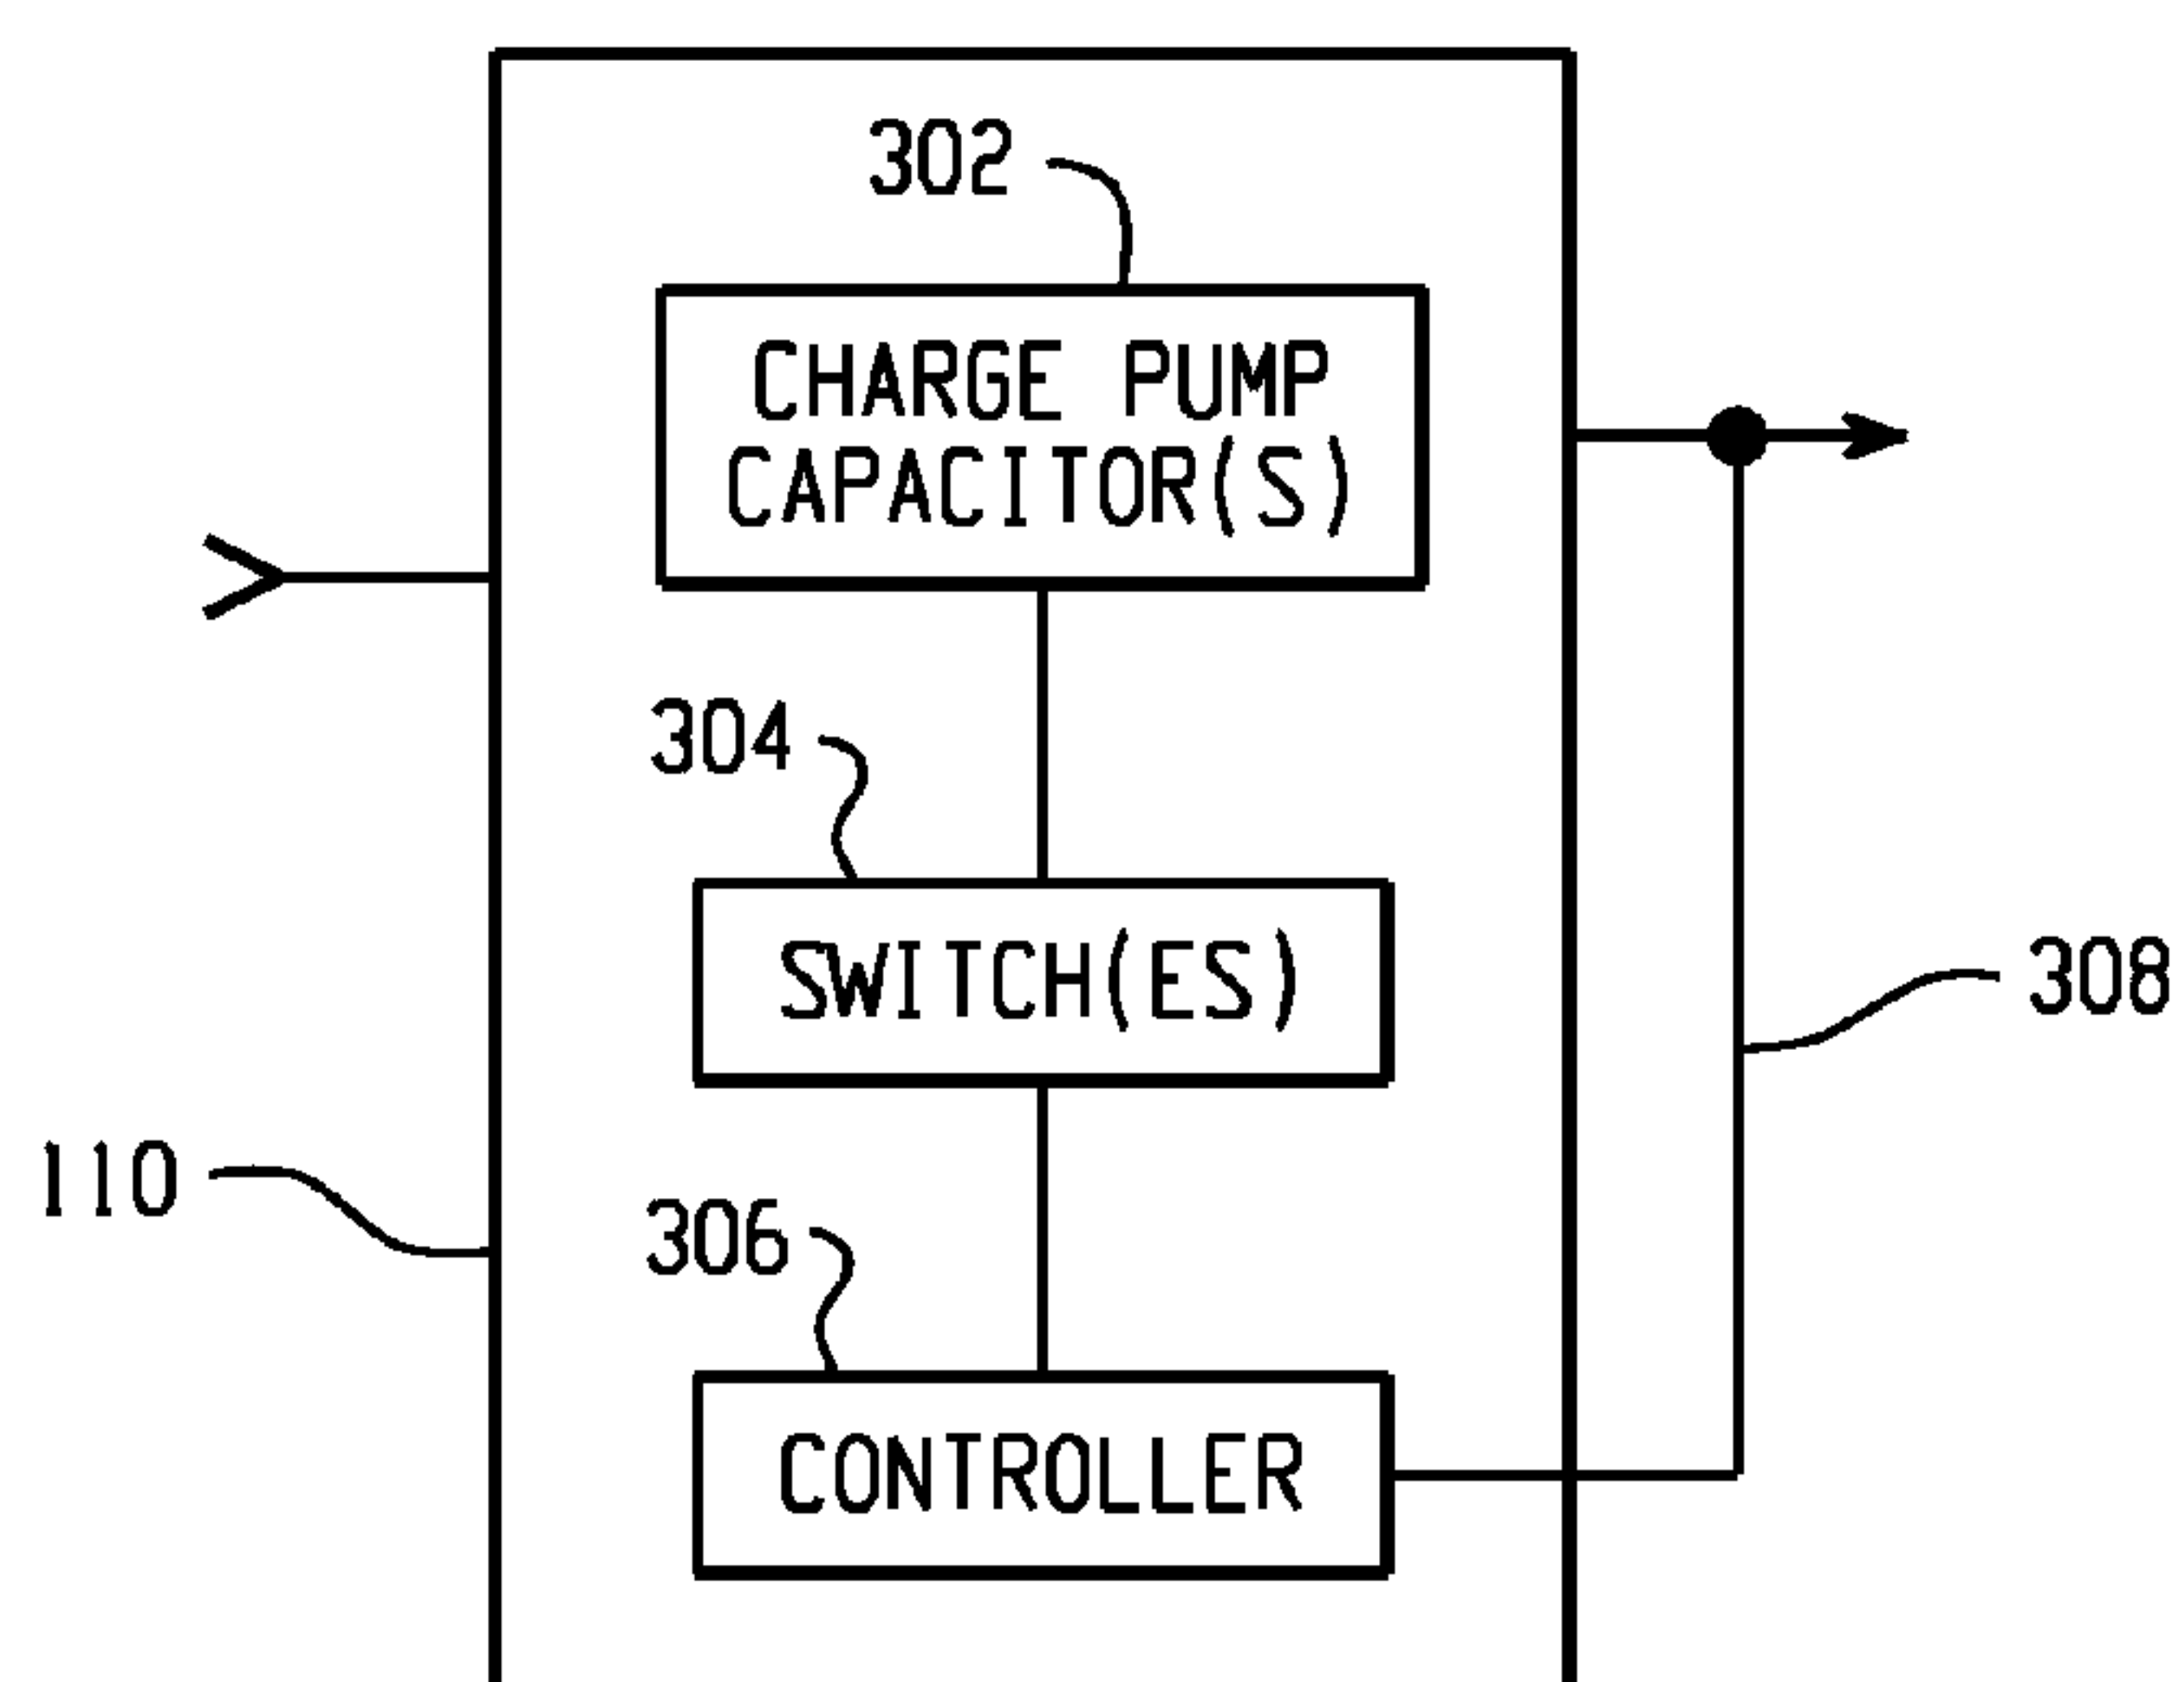 302
CHARGE PUMP
CAPACITOR(S)
304
SWITCH(ES)
308
110
306
CONTROLLER